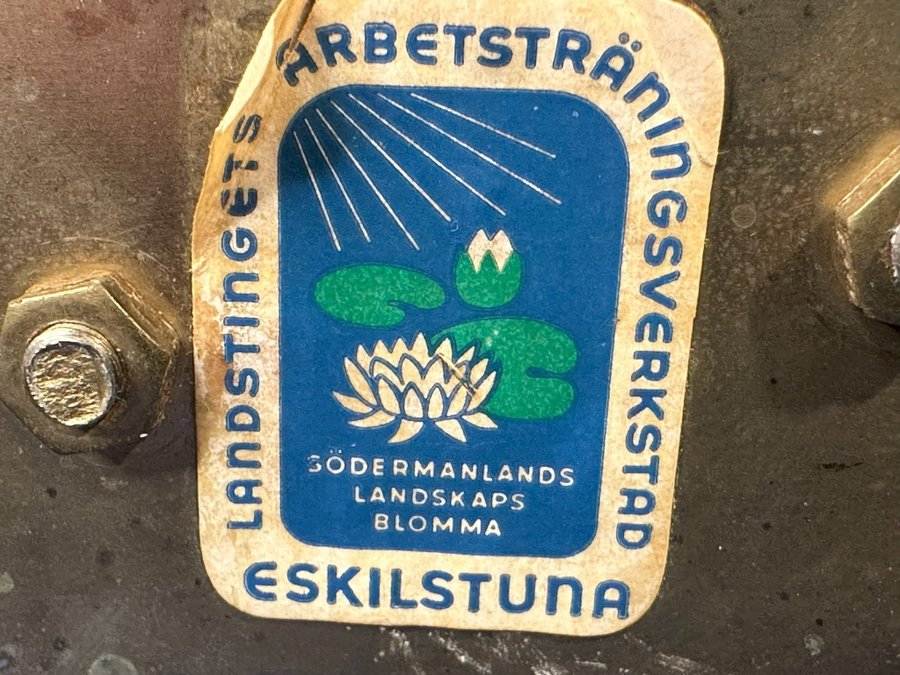 LANDSTINGETS ARBETSTRÄNINGSVERKSTAD
SÖDERMANLANDS
LANDSKAPS
BLOMMA
ESKILSTUNA